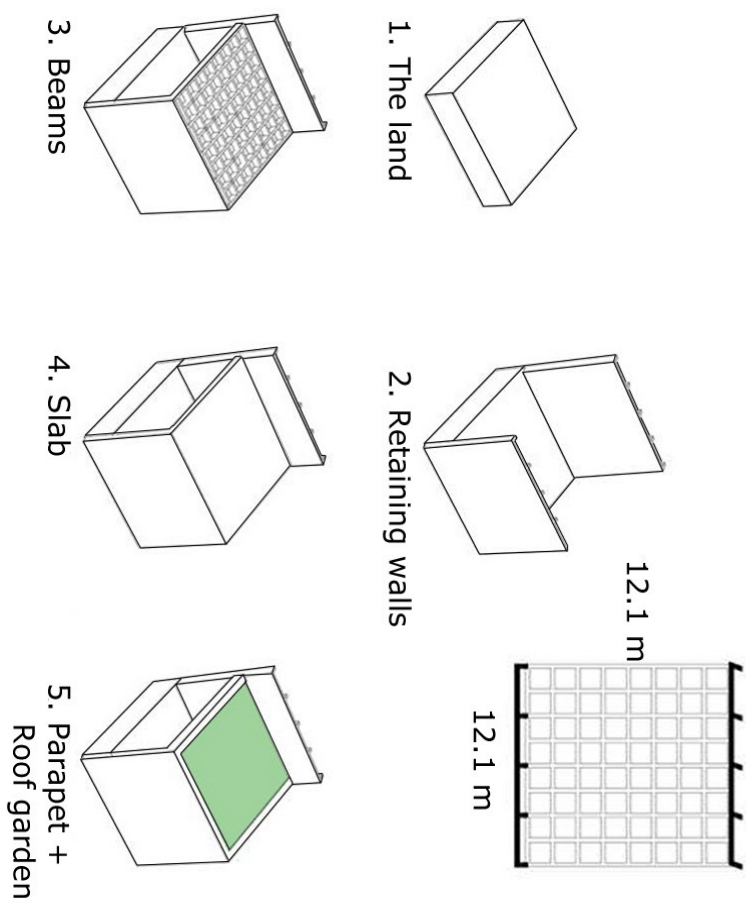 1. The land
2. Retaining walls
12.1 m
12.1 m
3. Beams
4. Slab
5. Parapet +
Roof garden